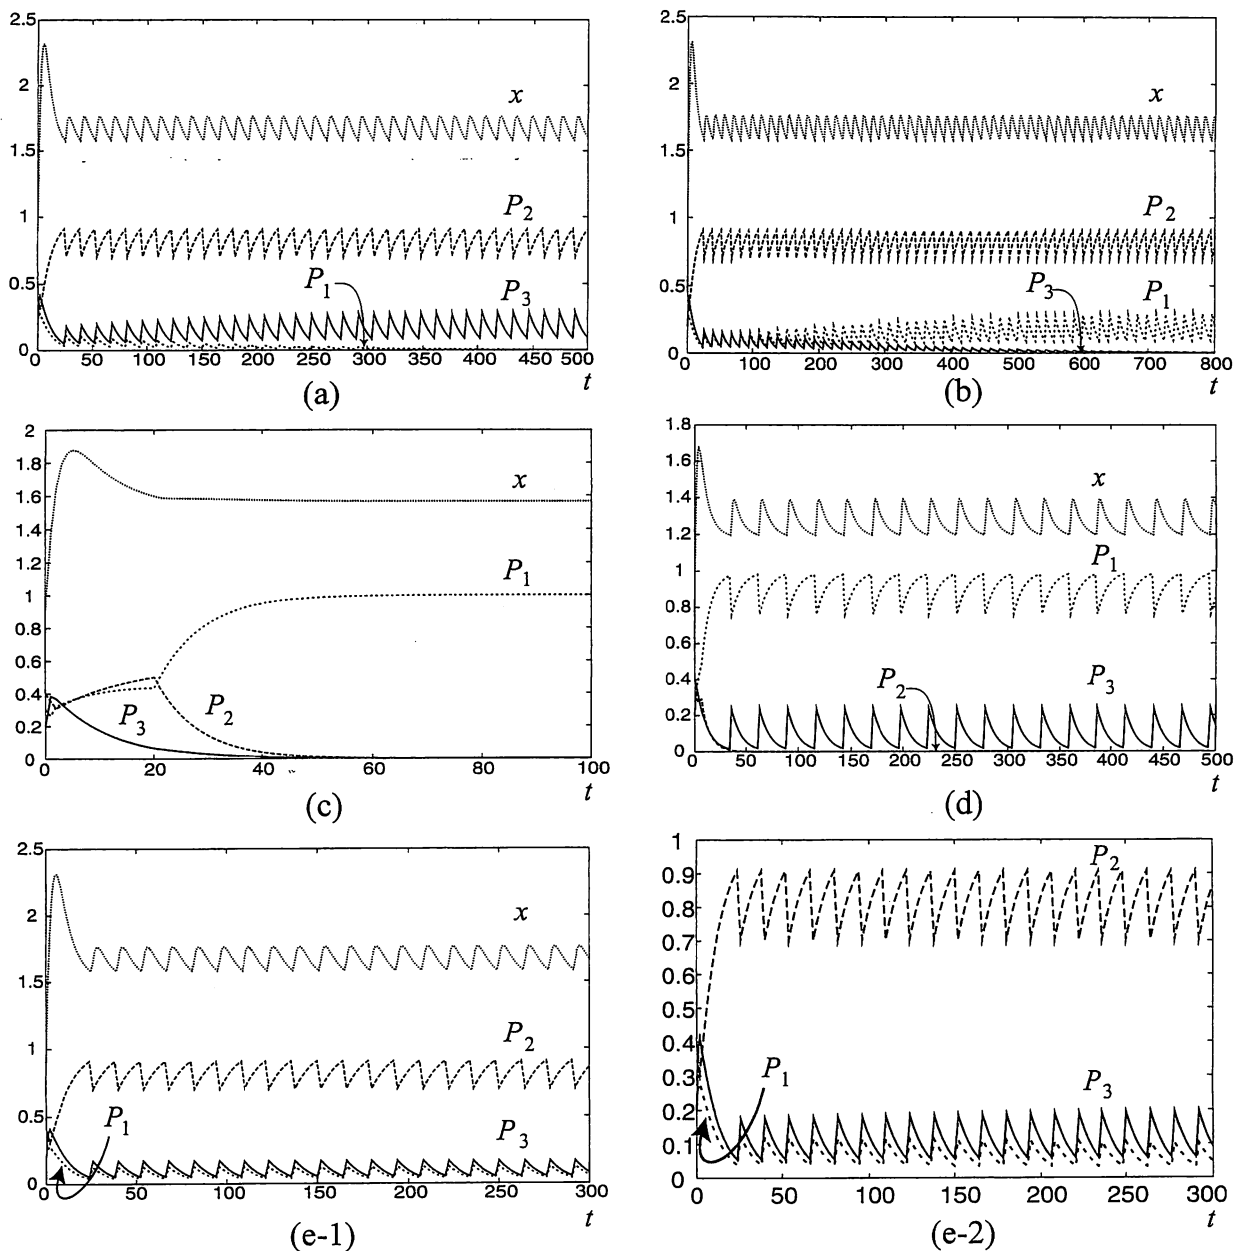 2.5
2
1.5
1
0.5
0
x
P2
P1
P3
0 50 100 150 200 250 300 350 400 450 500
t
(a)
2.5
2
1.5
1
0.5
0
x
P2
P3
P1
0 100 200 300 400 500 600 700 800
t
(b)
2
1.8
1.6
1.4
1.2
1
0.8
0.6
0.4
0.2
0
x
P1
P3
P2
0 20 40 60 80 100
t
(c)
1.8
1.6
1.4
1.2
1
0.8
0.6
0.4
0.2
0
x
P1
P2
P3
0 50 100 150 200 250 300 350 400 450 500
t
(d)
2.5
2
1.5
1
0.5
0
x
P2
P1
P3
0 50 100 150 200 250 300
t
(e-1)
1
0.9
0.8
0.7
0.6
0.5
0.4
0.3
0.2
0.1
0
P2
P1
P3
0 50 100 150 200 250 300
t
(e-2)